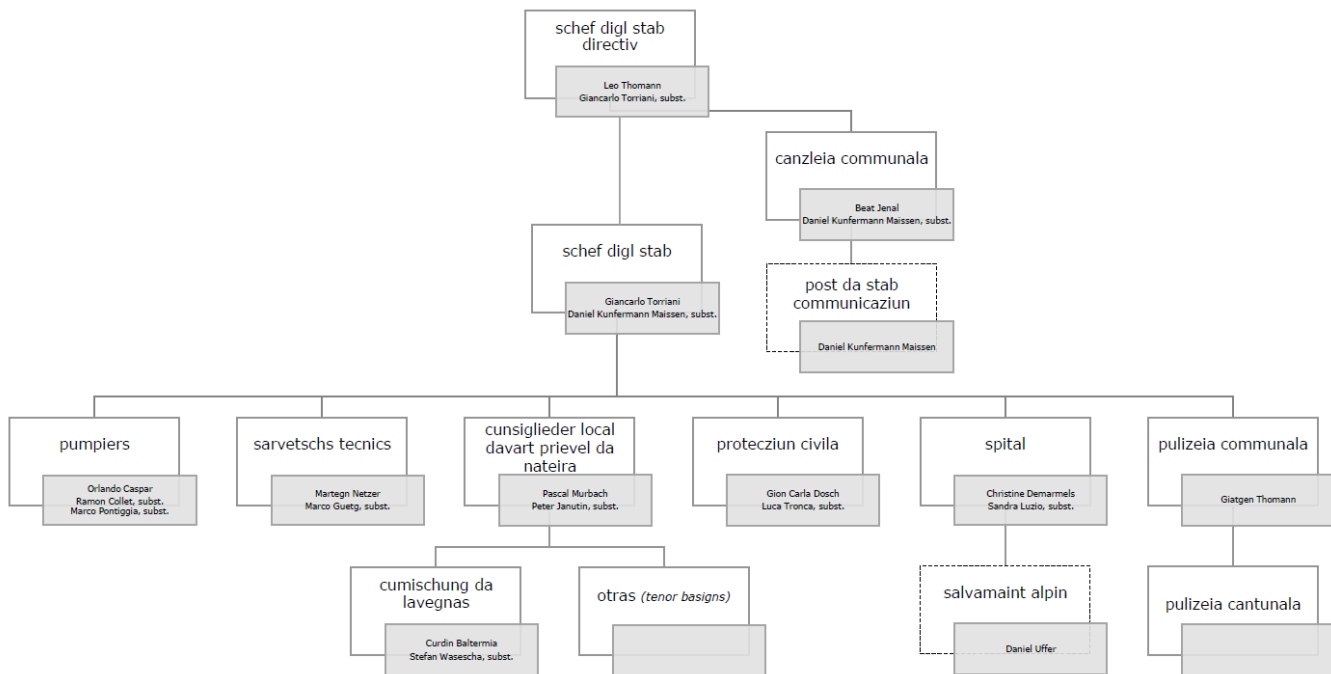 schef digl stab
directiv
Leo Thomann
Giancarlo Torriani, subst.
canzleia communala
Beat Jenal
Daniel Kunfermann Maissen, subst.
schef digl stab
Giancarlo Torriani
Daniel Kunfermann Maissen, subst.
post da stab
communicaziun
Daniel Kunfermann Maissen
pumpiers
Orlando Caspar
Ramon Collet, subst.
Marco Pontiggia, subst.
sarvetschs tecnics
Martegn Netzer
Marco Guetg, subst.
cunsiglieder local
davart prievel da
nateira
Pascal Murbach
Peter Janutin, subst.
protecziun civila
Gion Carla Dosch
Luca Tronca, subst.
spital
Christine Demarmels
Sandra Luzio, subst.
pulizeia communala
Giatgen Thomann
cumischung da
lavegnas
Curdin Baltermia
Stefan Wasescha, subst.
otras (tenor basigns)
salvamaint alpin
Daniel Uffer
pulizeia cantunala